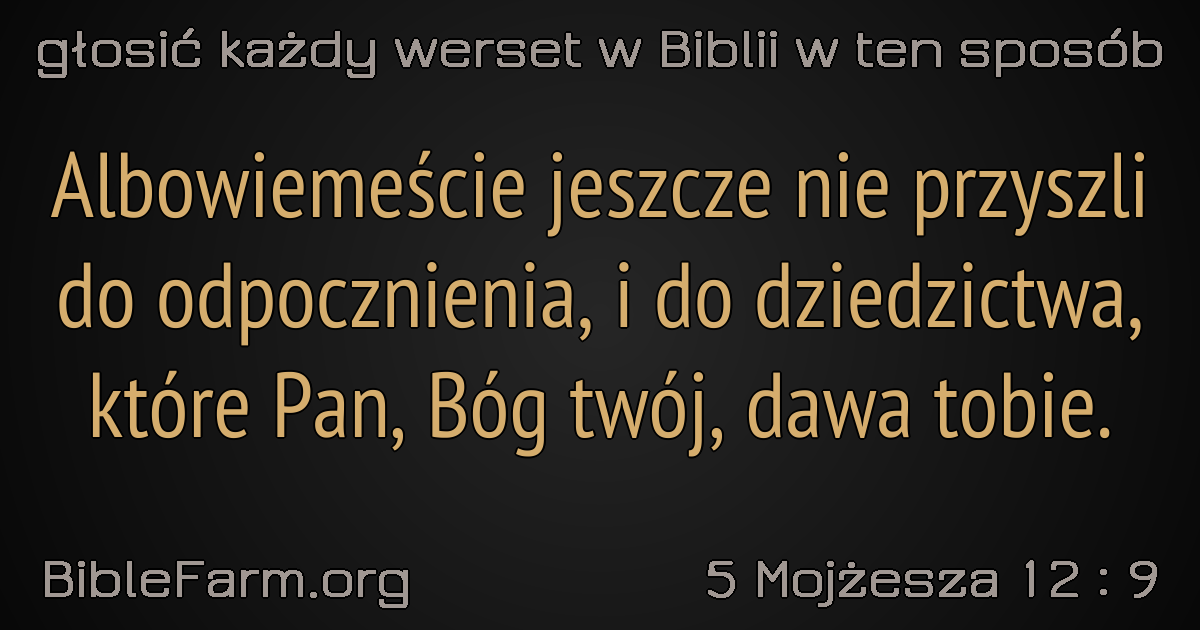 głosić każdy werset w Biblii w ten sposób
Albowiemeście jeszcze nie przyszli
do odpocznienia, i do dziedzictwa,
które Pan, Bóg twój, dawa tobie.
BibleFarm.org
5 Mojżesza 12 : 9